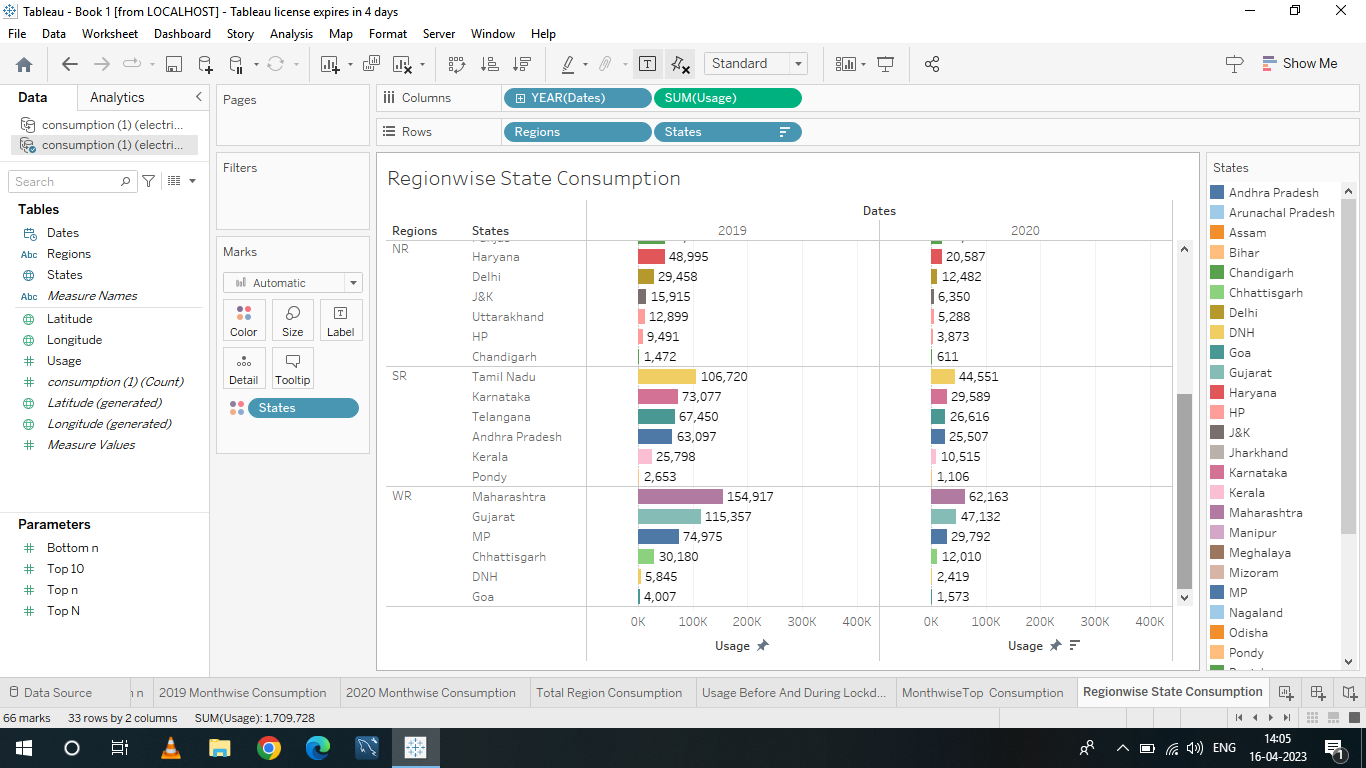 Tableau - Book 1 [from LOCALHOST] - Tableau license expires in 4 days
File Data Worksheet Dashboard Story Analysis Map Format Server Window Help
Standard Show Me
Data Analytics
consumption (1) (electri...
consumption (1) (electri...
Search
Tables
Dates
Abc Regions
States
Abc Measure Names
Latitude
Longitude
Usage
consumption (1) (Count)
Latitude (generated)
Longitude (generated)
Measure Values
Parameters
Bottom n
Top 10
Top n
Top N
Pages
Filters
Marks
Automatic
Color Size Label
Detail Tooltip
States
Columns YEAR(Dates) SUM(Usage)
Rows Regions States
Regionwise State Consumption
Dates
Regions States 2019 2020
NR
Haryana 48,995 20,587
Delhi 29,458 12,482
J&K 15,915 6,350
Uttarakhand 12,899 5,288
HP 9,491 3,873
Chandigarh 1,472 611
SR Tamil Nadu 106,720 44,551
Karnataka 73,077 29,589
Telangana 67,450 26,616
Andhra Pradesh 63,097 25,507
Kerala 25,798 10,515
Pondy 2,653 1,106
WR Maharashtra 154,917 62,163
Gujarat 115,357 47,132
MP 74,975 29,792
Chhattisgarh 30,180 12,010
DNH 5,845 2,419
Goa 4,007 1,573
0K 100K 200K 300K 400K 0K 100K 200K 300K 400K
Usage Usage
States
Andhra Pradesh
Arunachal Pradesh
Assam
Bihar
Chandigarh
Chhattisgarh
Delhi
DNH
Goa
Gujarat
Haryana
HP
J&K
Jharkhand
Karnataka
Kerala
Maharashtra
Manipur
Meghalaya
Mizoram
MP
Nagaland
Odisha
Pondy
Data Source n 2019 Monthwise Consumption 2020 Monthwise Consumption Total Region Consumption Usage Before And During Lockd... MonthwiseTop Consumption Regionwise State Consumption
66 marks 33 rows by 2 columns SUM(Usage): 1,709,728
ENG 14:05
16-04-2023 1